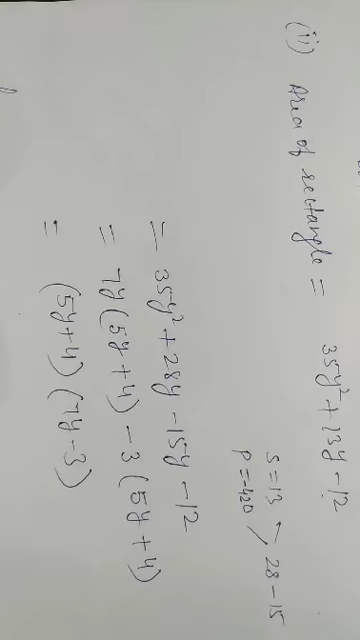 (ii) Area of rectangle = 35y² + 13y - 12
S = 13
P = -420 > 28 - 15
= 35y² + 28y - 15y - 12
= 7y (5y + 4) - 3 (5y + 4)
= (5y + 4) (7y - 3)